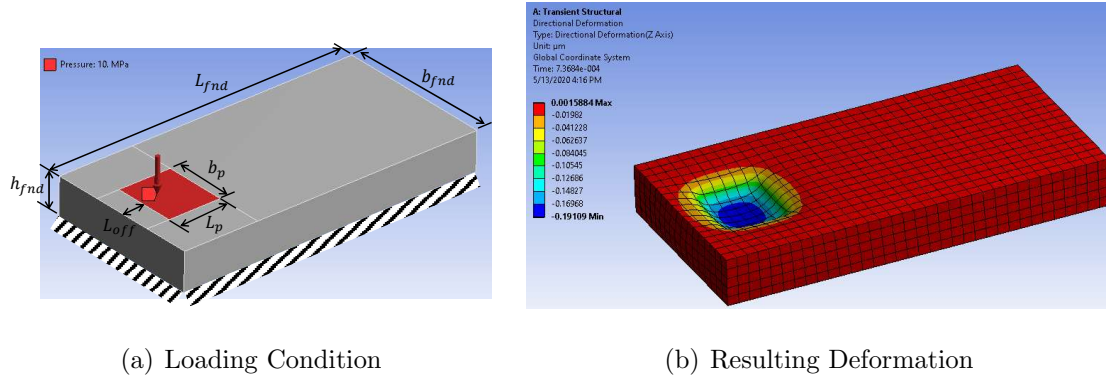 Pressure: 10. MPa
L_fnd
b_fnd
h_fnd
b_p
L_off
L_p
A: Transient Structural
Directional Deformation
Type: Directional Deformation(Z Axis)
Unit: µm
Global Coordinate System
Time: 7.3684e-004
5/13/2020 4:16 PM
0.0015884 Max
-0.01982
-0.041228
-0.062637
-0.084045
-0.10545
-0.12686
-0.14827
-0.16968
-0.19109 Min
(a) Loading Condition
(b) Resulting Deformation